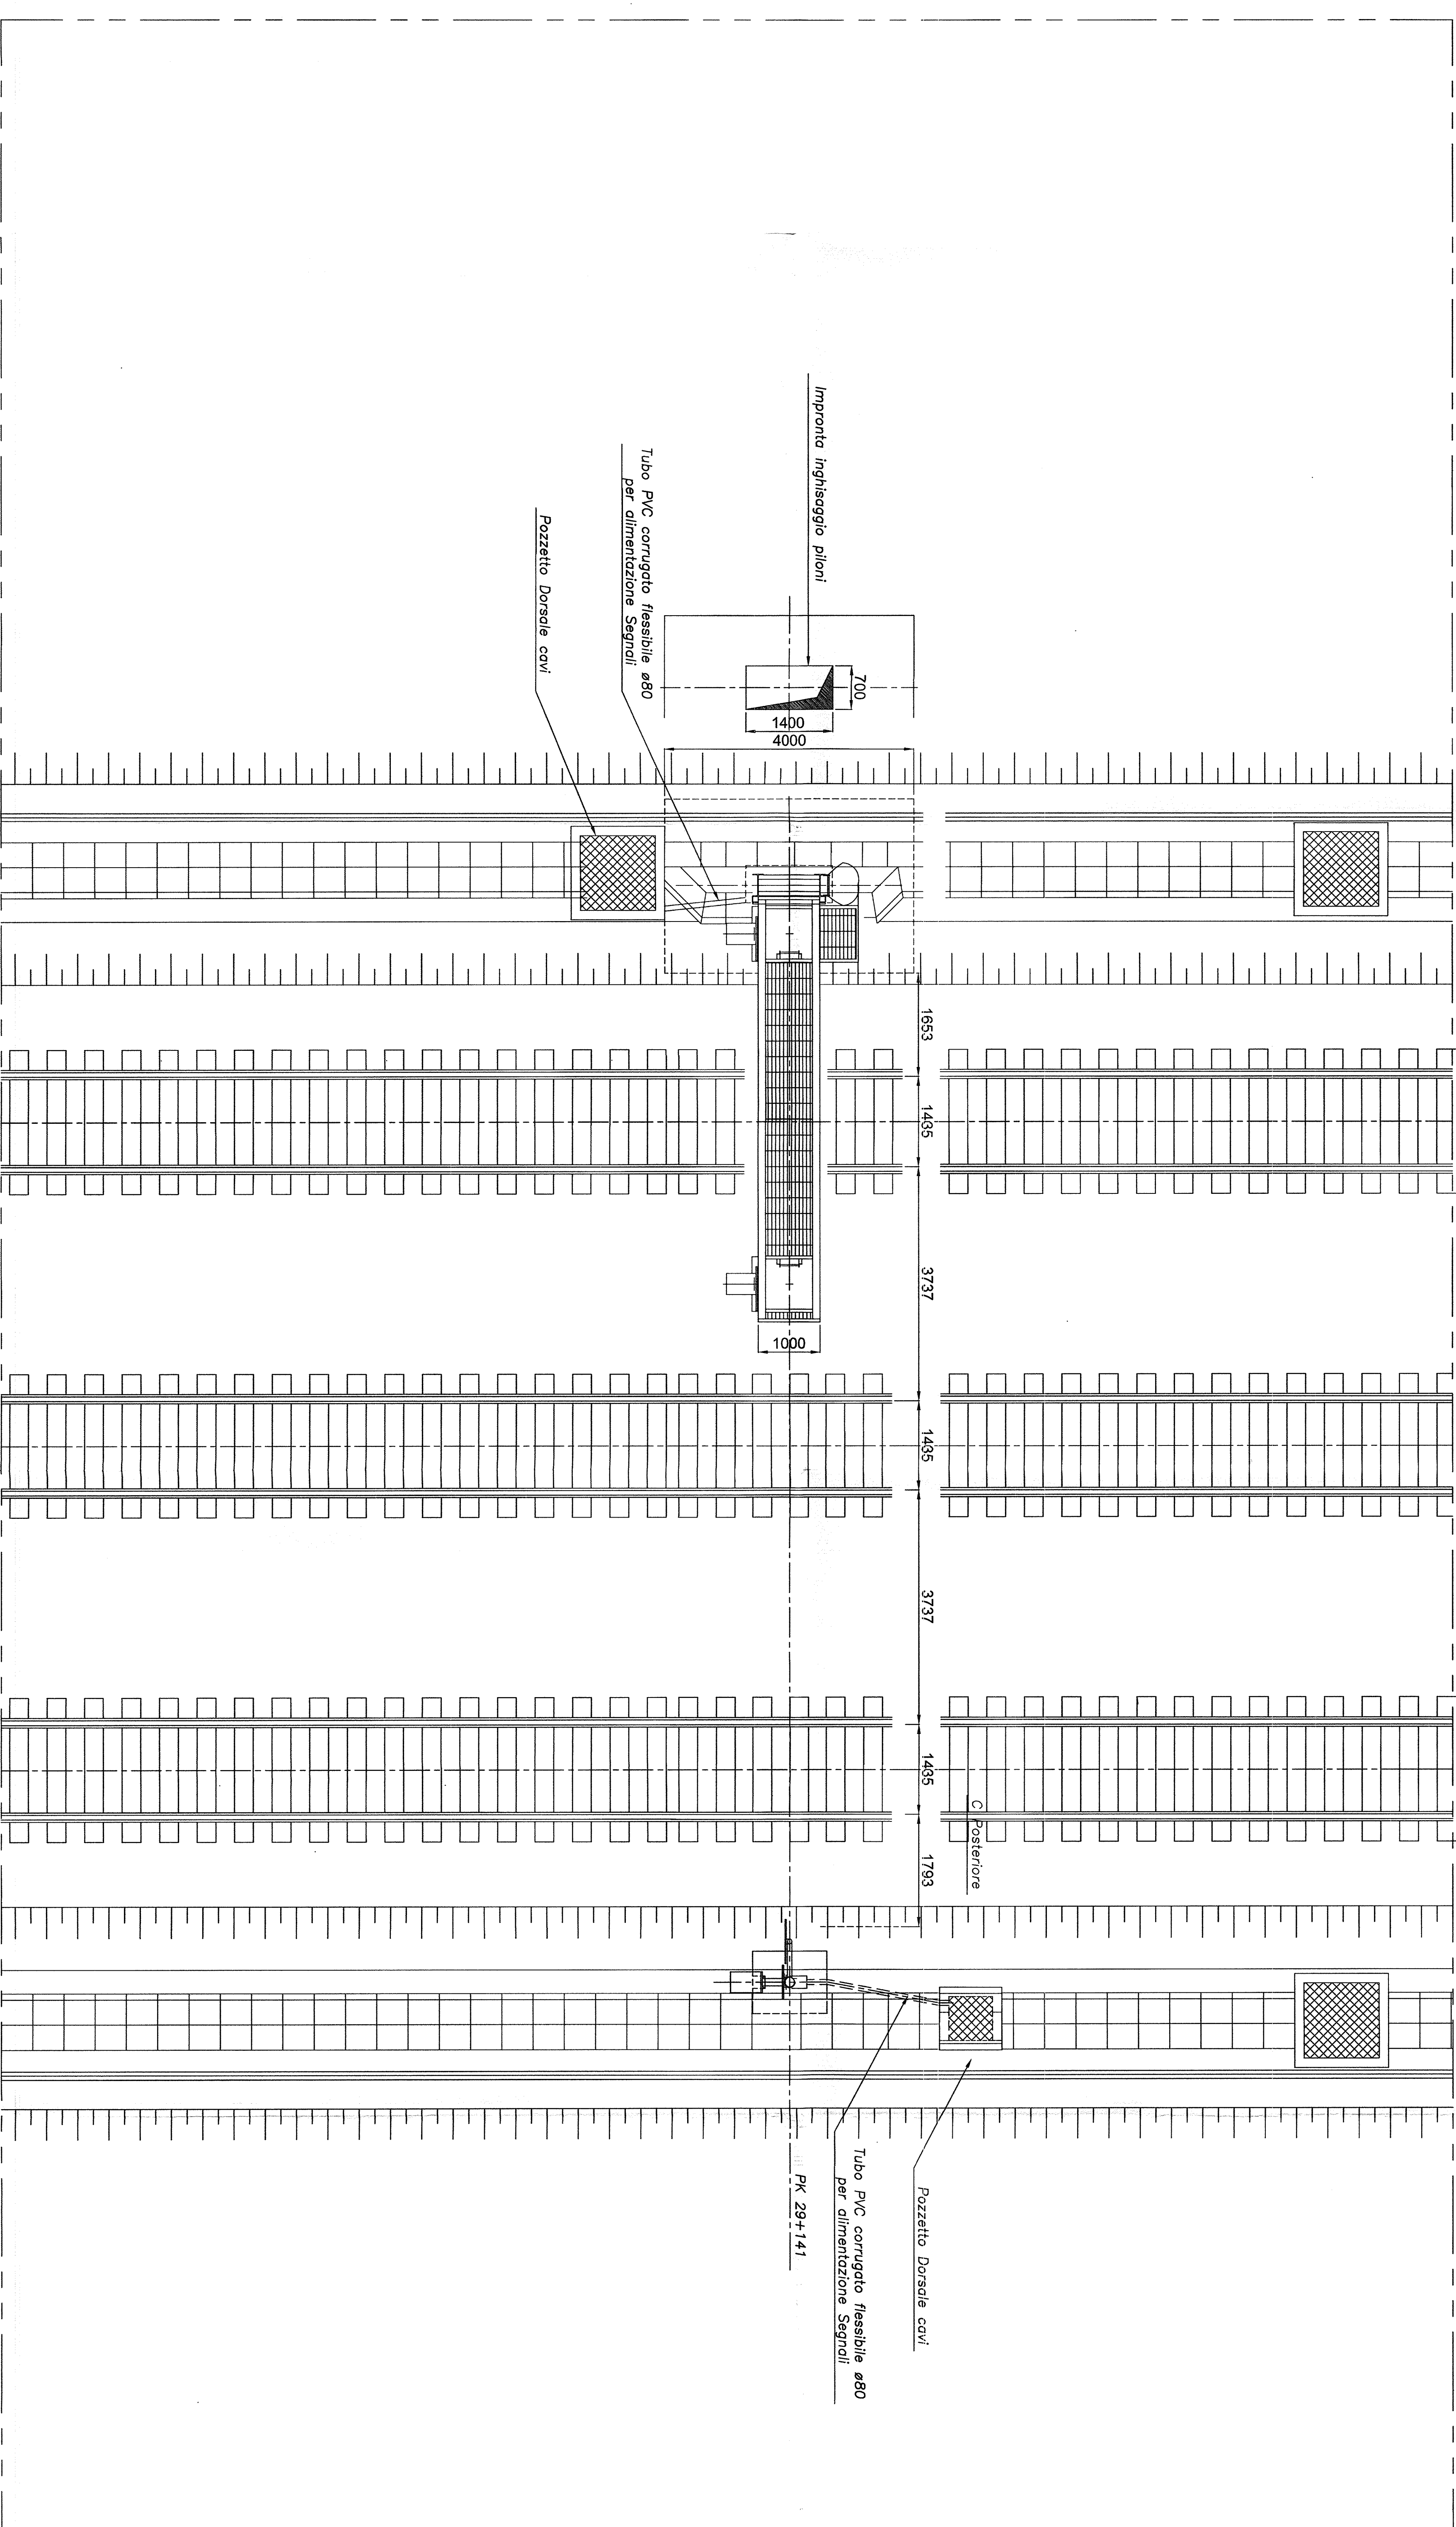 Impronta inghisaggio piloni
Tubo PVC corrugato flessibile ø80
per alimentazione Segnali
Pozzetto Dorsale cavi
700
1400
4000
1653
1435
3737
1000
1435
3737
1435
1793
C Posteriore
PK 29+141
Pozzetto Dorsale cavi
Tubo PVC corrugato flessibile ø80
per alimentazione Segnali